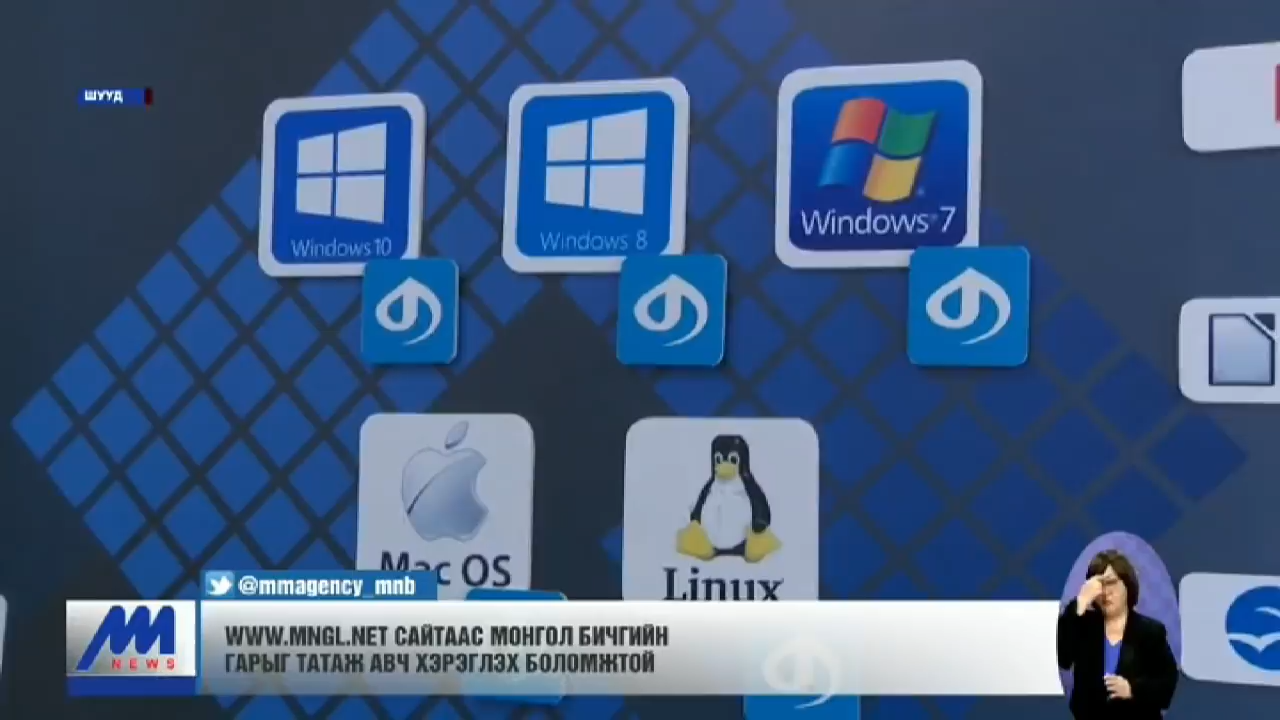 ШУУД
Windows 10
Windows 8
Windows 7
Mac OS
Linux
@mmagency_mnb
MM
NEWS
WWW.MNGL.NET САЙТААС МОНГОЛ БИЧГИЙН
ГАРЫГ ТАТАЖ АВЧ ХЭРЭГЛЭХ БОЛОМЖТОЙ